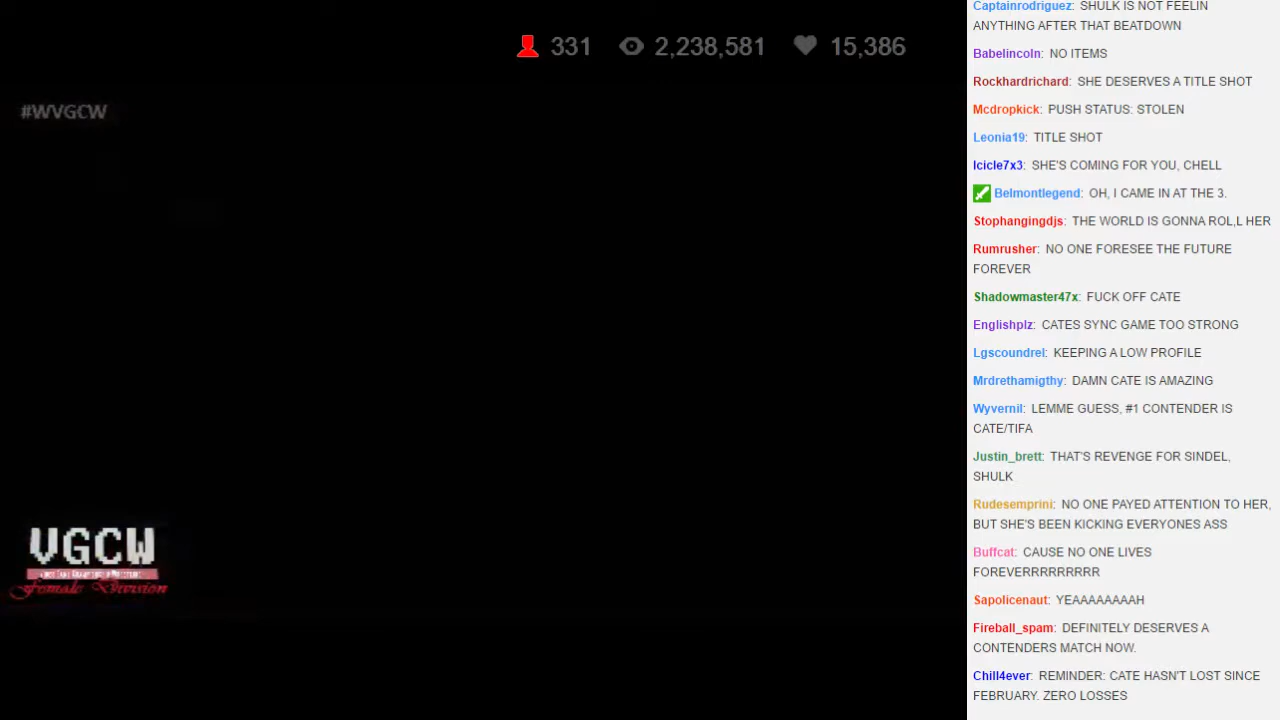 331 2,238,581 15,386
#WVGCW
VGCW
Female Division
Captainrodriguez: SHULK IS NOT FEELIN
ANYTHING AFTER THAT BEATDOWN
Babelincoln: NO ITEMS
Rockhardrichard: SHE DESERVES A TITLE SHOT
Mcdropkick: PUSH STATUS: STOLEN
Leonia19: TITLE SHOT
Icicle7x3: SHE'S COMING FOR YOU, CHELL
Belmontlegend: OH, I CAME IN AT THE 3.
Stophangingdjs: THE WORLD IS GONNA ROL,L HER
Rumrusher: NO ONE FORESEE THE FUTURE
FOREVER
Shadowmaster47x: FUCK OFF CATE
Englishplz: CATES SYNC GAME TOO STRONG
Lgscoundrel: KEEPING A LOW PROFILE
Mrdrethamigthy: DAMN CATE IS AMAZING
Wyvernil: LEMME GUESS, #1 CONTENDER IS
CATE/TIFA
Justin_brett: THAT'S REVENGE FOR SINDEL,
SHULK
Rudesemprini: NO ONE PAYED ATTENTION TO HER,
BUT SHE'S BEEN KICKING EVERYONES ASS
Buffcat: CAUSE NO ONE LIVES
FOREVERRRRRRRRR
Sapolicenaut: YEAAAAAAAAH
Fireball_spam: DEFINITELY DESERVES A
CONTENDERS MATCH NOW.
Chill4ever: REMINDER: CATE HASN'T LOST SINCE
FEBRUARY. ZERO LOSSES